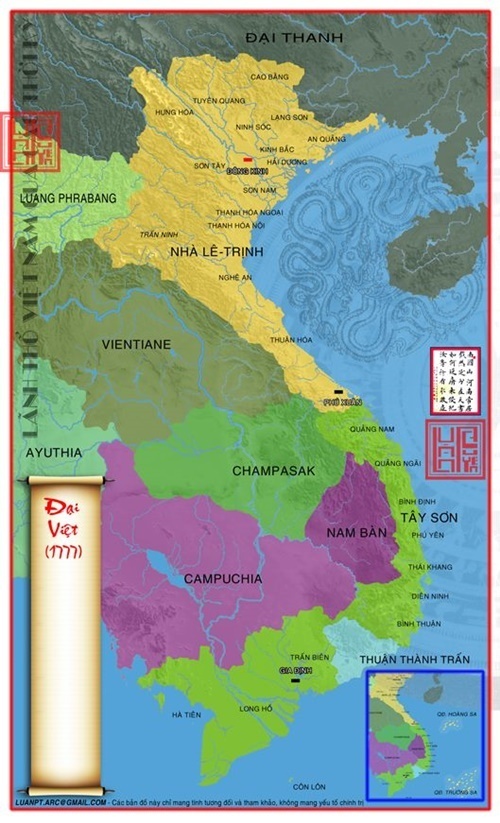 ĐẠI THANH
CAO BẰNG
TUYÊN QUANG
HƯNG HÓA
LẠNG SƠN
NINH SÓC
AN QUẢNG
KINH BẮC
SƠN TÂY
HẢI DƯƠNG
ĐÔNG KINH
SƠN NAM
LUANG PHRABANG
THANH HÓA NGOẠI
THANH HÓA NỘI
TRẤN NINH
NHÀ LÊ-TRỊNH
NGHỆ AN
VIENTIANE
THUẬN HÓA
PHÚ XUÂN
QUẢNG NAM
AYUTHIA
CHAMPASAK
QUẢNG NGÃI
BÌNH ĐỊNH
TÂY SƠN
NAM BÀN
PHÚ YÊN
Đại
Việt
(1777)
THÁI KHANG
CAMPUCHIA
DIÊN NINH
BÌNH THUẬN
TRẤN BIÊN
THUẬN THÀNH TRẤN
GIA ĐỊNH
HÀ TIÊN
LONG HỒ
QĐ. HOÀNG SA
QĐ. TRƯỜNG SA
CÔN LÔN
LUANPT.ARC@GMAIL.COM - Các bản đồ này chỉ mang tính tương đối và tham khảo, không mang yếu tố chính trị
LÃNH THỔ VIỆT NAM QUA